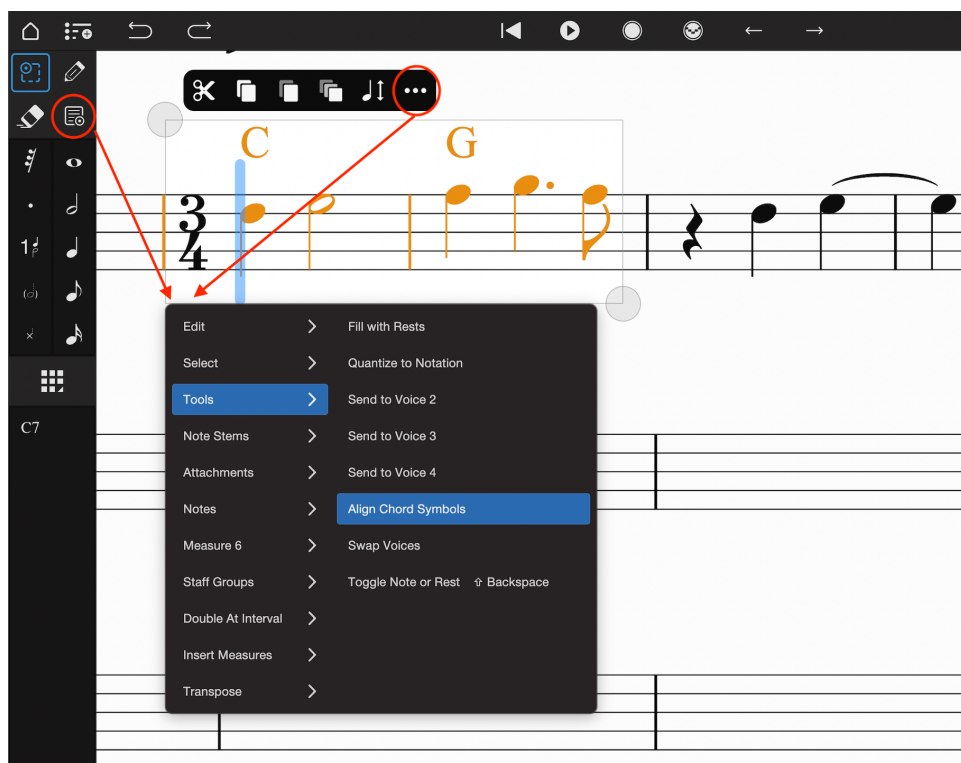 C G
3
4
C7
Edit
Select
Tools
Note Stems
Attachments
Notes
Measure 6
Staff Groups
Double At Interval
Insert Measures
Transpose
Fill with Rests
Quantize to Notation
Send to Voice 2
Send to Voice 3
Send to Voice 4
Align Chord Symbols
Swap Voices
Toggle Note or Rest ⇧ Backspace